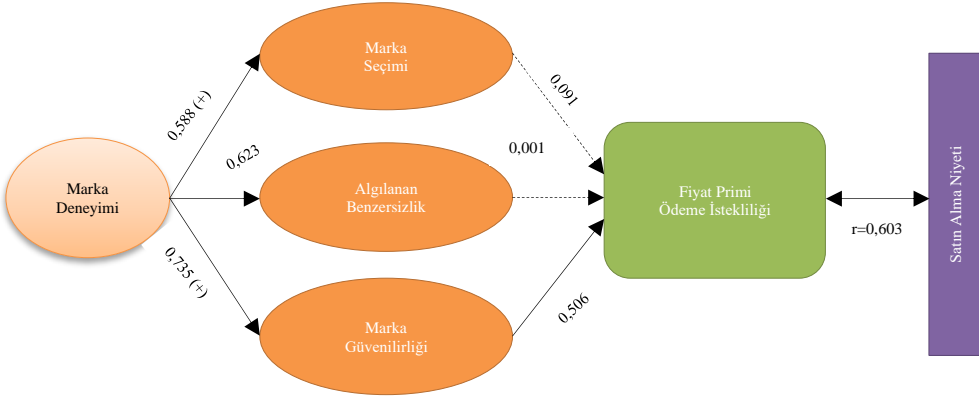 Marka
Deneyimi
0,588 (+)
0,623
0,735 (+)
Marka
Seçimi
Algılanan
Benzersizlik
Marka
Güvenilirliği
0,091
0,001
0,506
Fiyat Primi
Ödeme İstekliliği
r=0,603
Satın Alma Niyeti